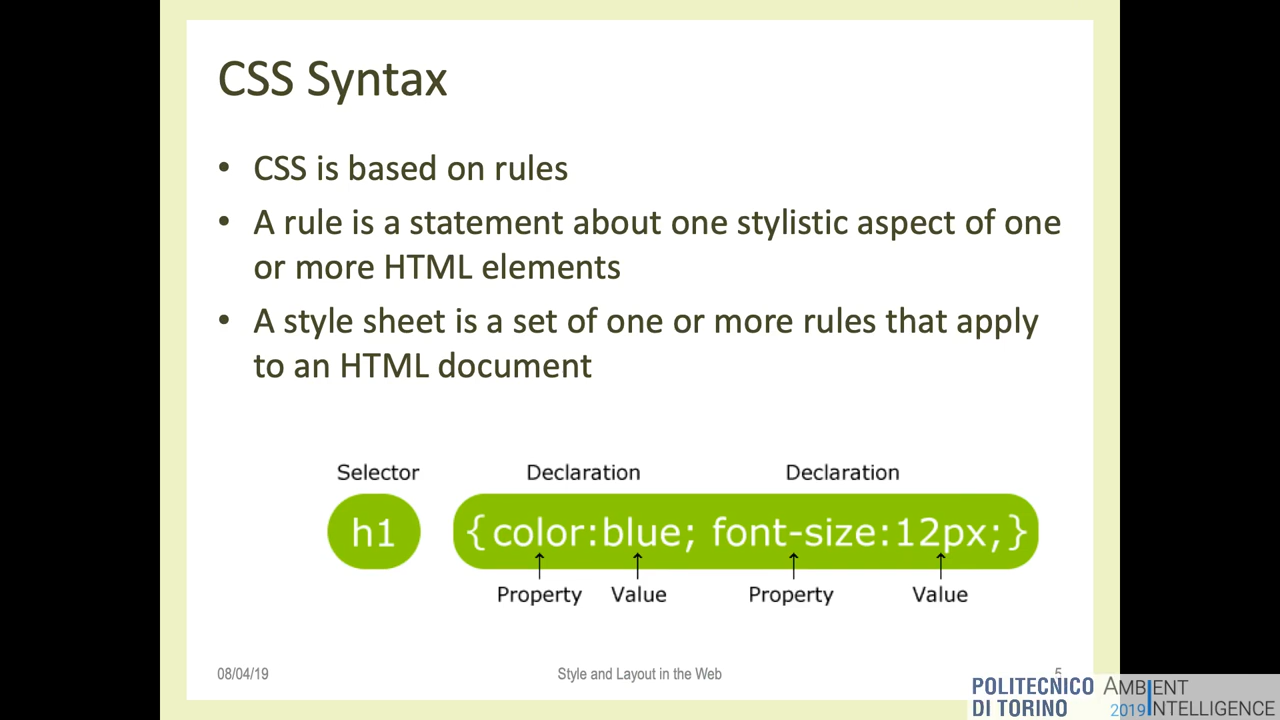 CSS Syntax
• CSS is based on rules
• A rule is a statement about one stylistic aspect of one
or more HTML elements
• A style sheet is a set of one or more rules that apply
to an HTML document
Selector Declaration Declaration
h1 {color:blue; font-size:12px;}
Property Value Property Value
08/04/19 Style and Layout in the Web 5
POLITECNICO DI TORINO
AMBIENT INTELLIGENCE 2019